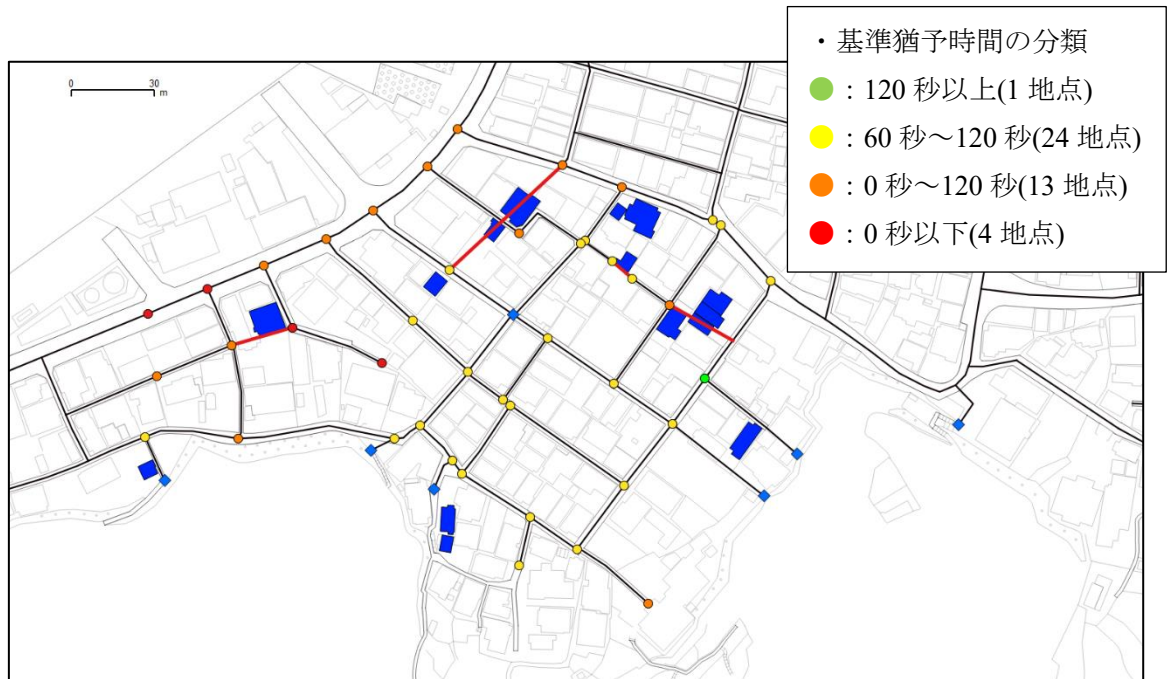 ・基準猶予時間の分類
：120 秒以上(1 地点)
：60 秒～120 秒(24 地点)
：0 秒～120 秒(13 地点)
：0 秒以下(4 地点)
0 30
m